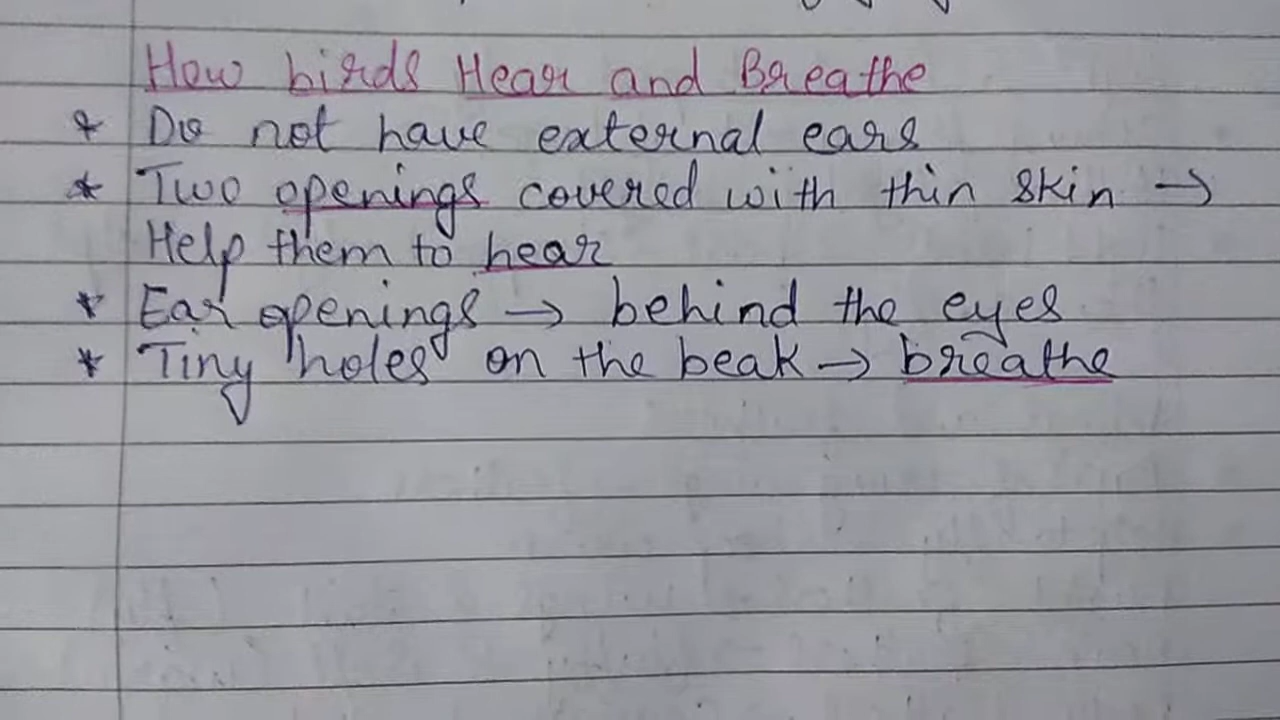 How birds Hear and Breathe
* Do not have external ears
* Two openings covered with thin skin →
Help them to hear
* Ear openings → behind the eyes
* Tiny holes on the beak → breathe